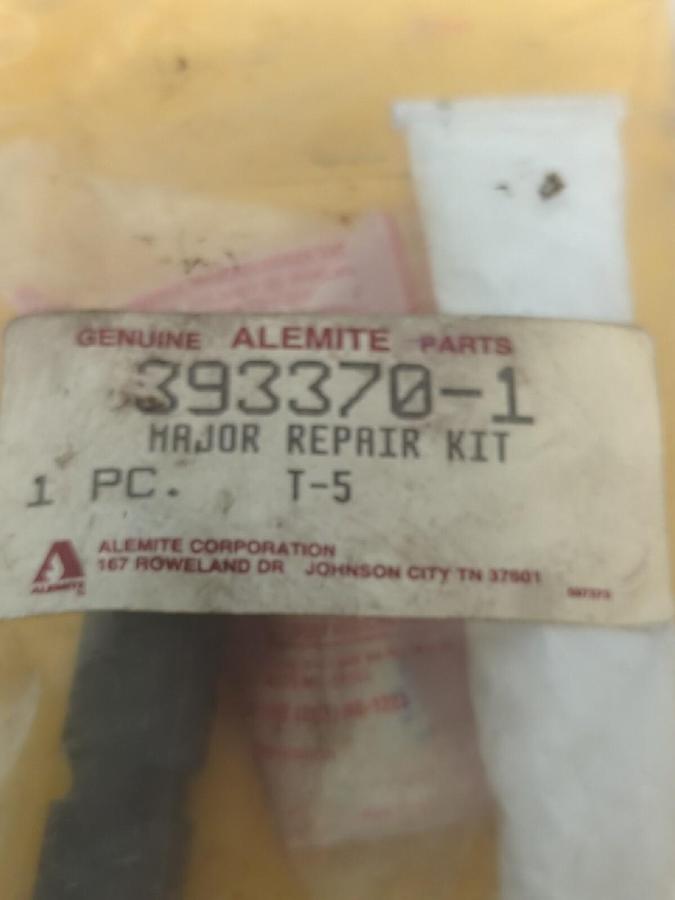 GENUINE ALEMITE PARTS
393370-1
MAJOR REPAIR KIT
1 PC. T-5
ALEMITE CORPORATION
167 ROWELAND DR JOHNSON CITY TN 37601
ALEMITE